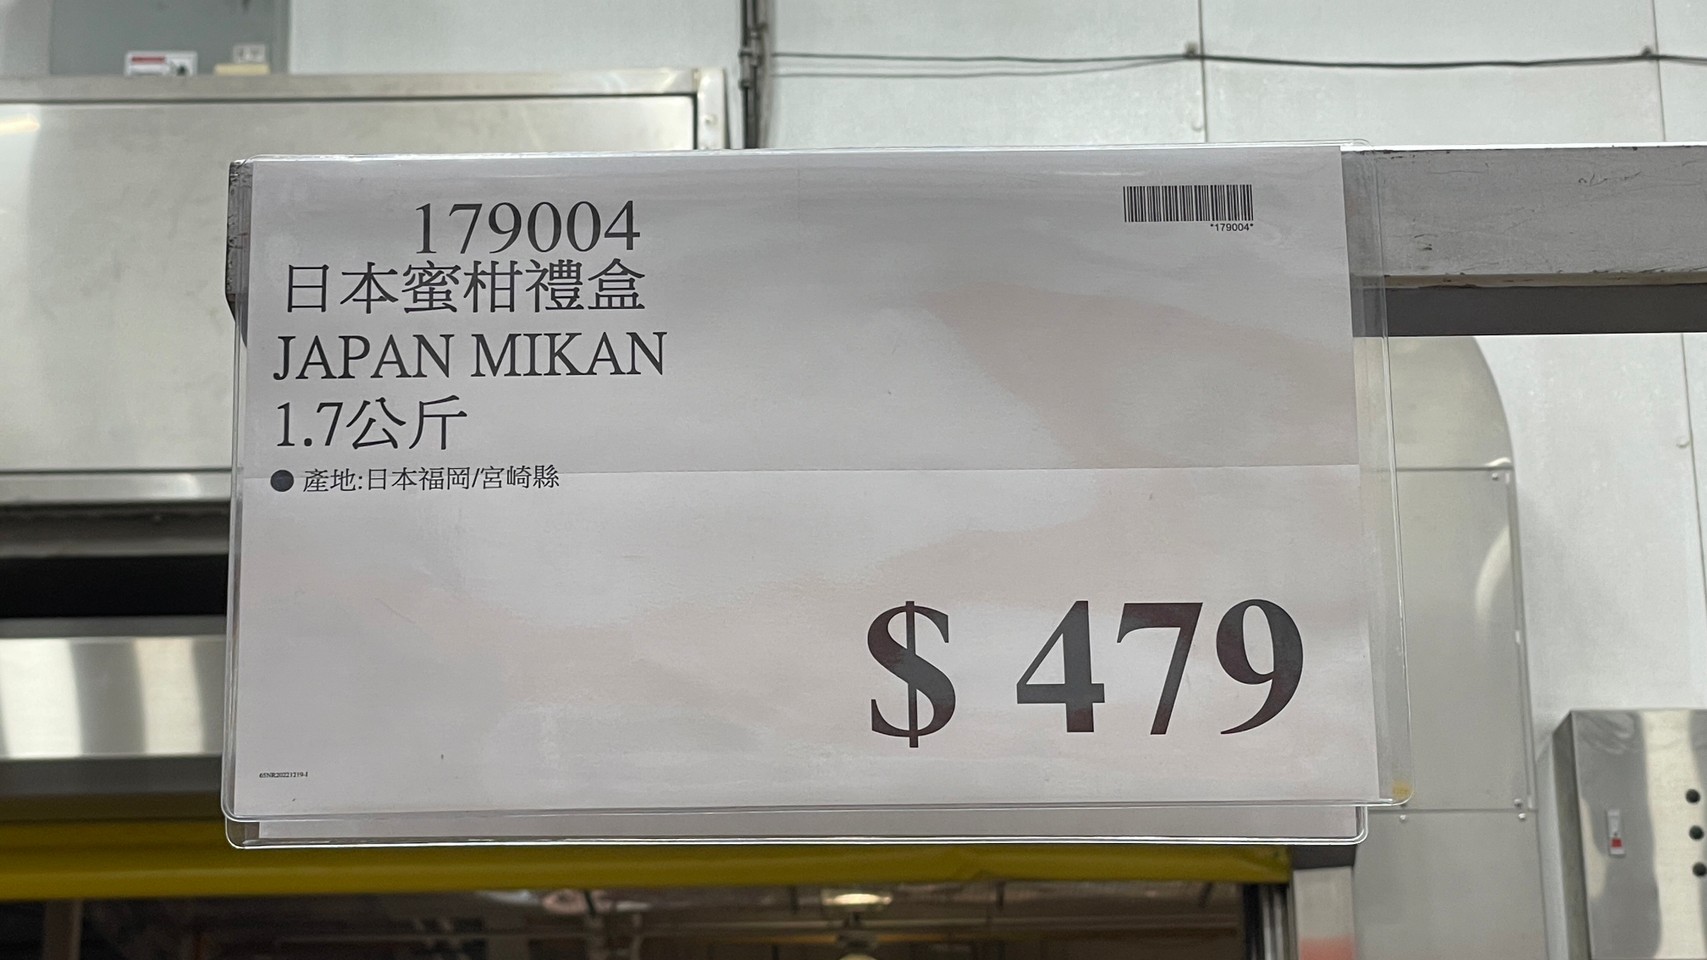 179004
*179004*
日本蜜柑禮盒
JAPAN MIKAN
1.7公斤
● 產地:日本福岡/宮崎縣
$ 479